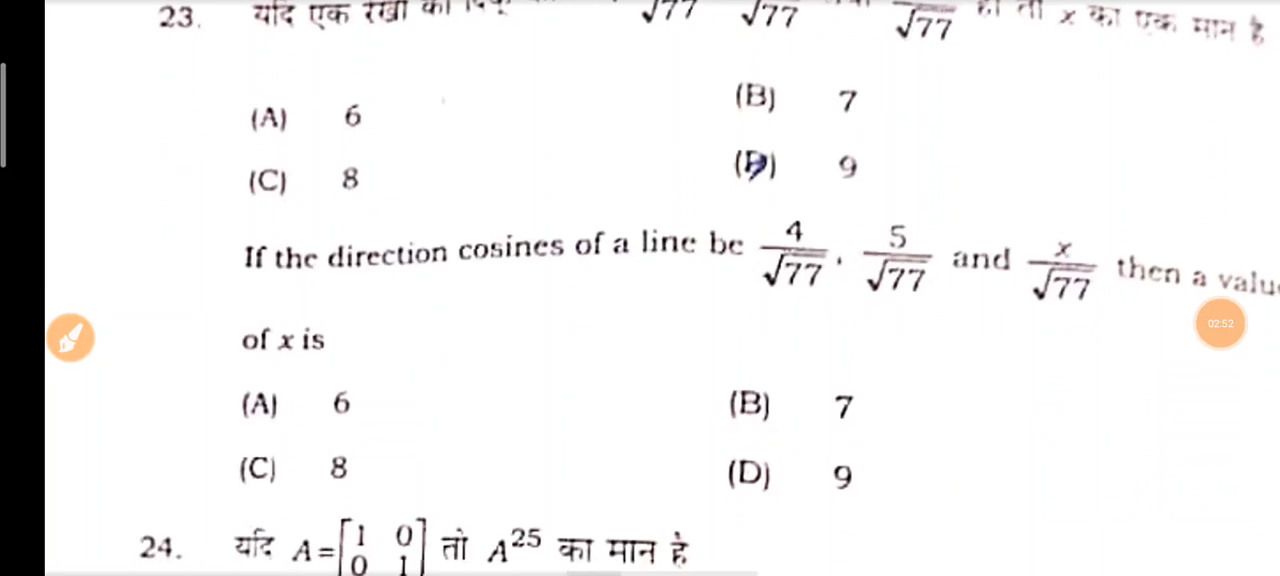 23. यदि एक रेखा √77 √77 √77 हो तो x का एक मान है
(A) 6 (B) 7
(C) 8 (D) 9
If the direction cosines of a line be 4/√77, 5/√77 and x/√77 then a valu
of x is
(A) 6 (B) 7
(C) 8 (D) 9
24. यदि A = [1 0; 0 1] तो A²⁵ का मान है
02:52